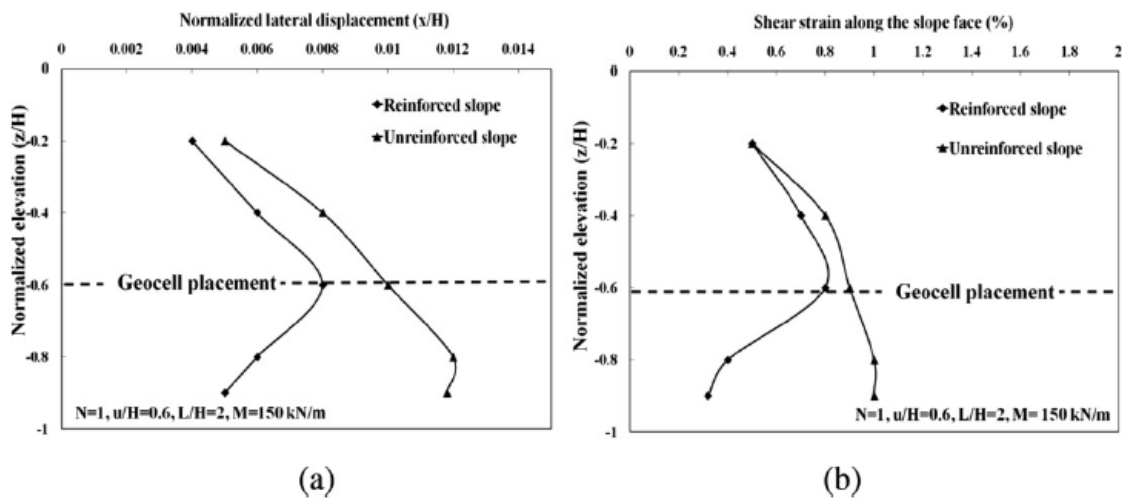 Normalized lateral displacement (x/H)
0 0.002 0.004 0.006 0.008 0.01 0.012 0.014
0
-0.2
-0.4
-0.6
-0.8
-1
Normalized elevation (z/H)
Reinforced slope
Unreinforced slope
Geocell placement
N=1, u/H=0.6, L/H=2, M=150 kN/m
(a)
Shear strain along the slope face (%)
0 0.2 0.4 0.6 0.8 1 1.2 1.4 1.6 1.8 2
0
-0.2
-0.4
-0.6
-0.8
-1
Normalized elevation (z/H)
Reinforced slope
Unreinforced slope
Geocell placement
N=1, u/H=0.6, L/H=2, M= 150 kN/m
(b)